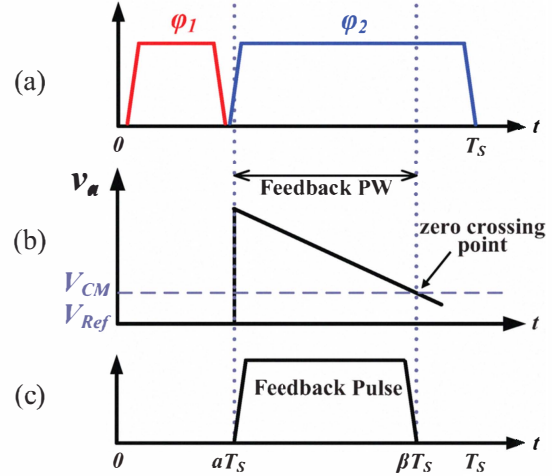 φ1 φ2
(a)
0 TS t
Feedback PW
va
(b)
zero crossing
point
VCM
VRef
t
(c)
Feedback Pulse
0 aTS βTS TS t